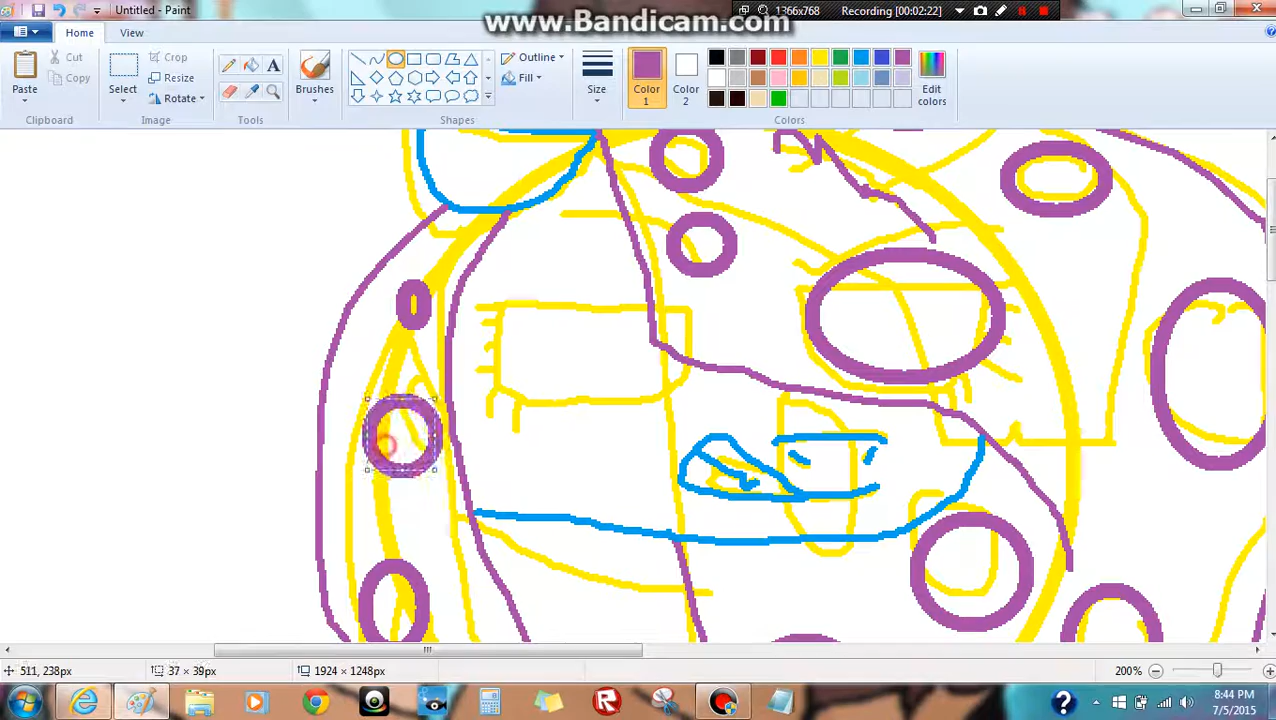 Untitled - Paint
www.Bandicam.com
1366x768
Recording [00:02:22]
Home
View
Paste
Cut
Copy
Clipboard
Select
Crop
Resize
Rotate
Image
A
Tools
Brushes
Shapes
Outline
Fill
Size
Color 1
Color 2
Edit colors
Colors
511, 238px
37 × 39px
1924 × 1248px
200%
8:44 PM
7/5/2015